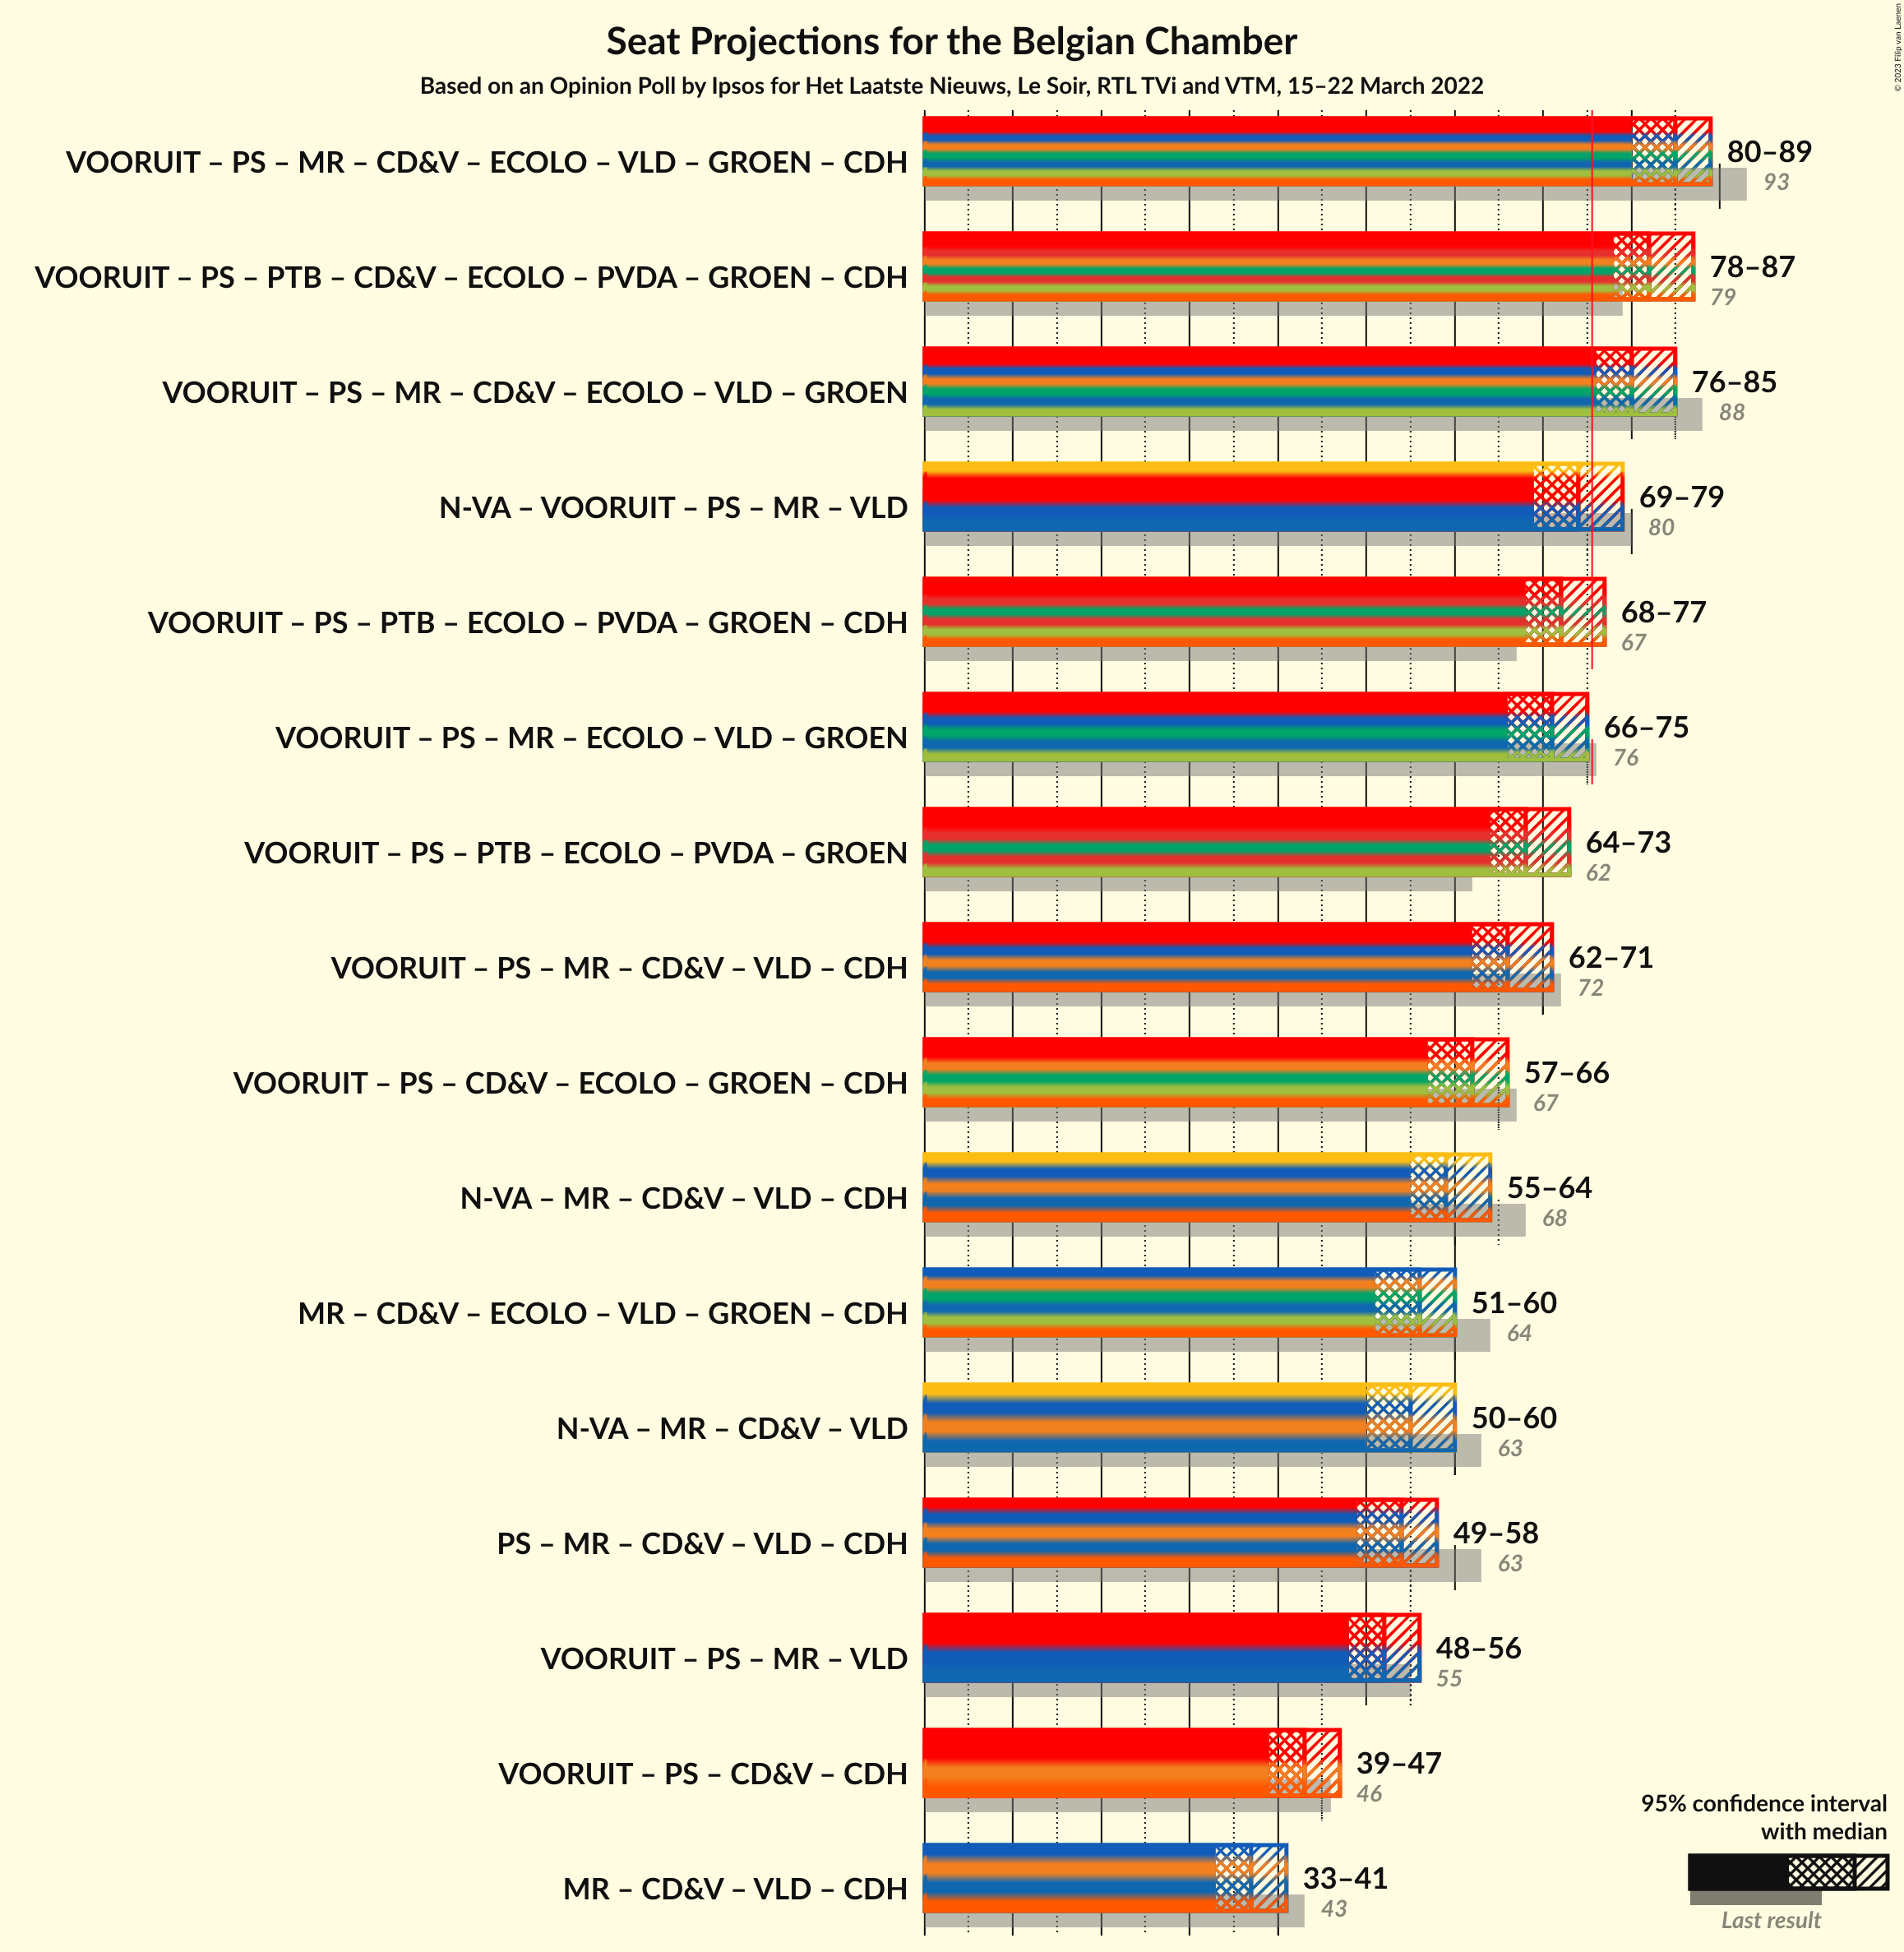 Seat Projections for the Belgian Chamber
Based on an Opinion Poll by Ipsos for Het Laatste Nieuws, Le Soir, RTL TVi and VTM, 15–22 March 2022
© 2023 Filip van Laenen
VOORUIT – PS – MR – CD&V – ECOLO – VLD – GROEN – CDH
80–89
93
VOORUIT – PS – PTB – CD&V – ECOLO – PVDA – GROEN – CDH
78–87
79
VOORUIT – PS – MR – CD&V – ECOLO – VLD – GROEN
76–85
88
N-VA – VOORUIT – PS – MR – VLD
69–79
80
VOORUIT – PS – PTB – ECOLO – PVDA – GROEN – CDH
68–77
67
VOORUIT – PS – MR – ECOLO – VLD – GROEN
66–75
76
VOORUIT – PS – PTB – ECOLO – PVDA – GROEN
64–73
62
VOORUIT – PS – MR – CD&V – VLD – CDH
62–71
72
VOORUIT – PS – CD&V – ECOLO – GROEN – CDH
57–66
67
N-VA – MR – CD&V – VLD – CDH
55–64
68
MR – CD&V – ECOLO – VLD – GROEN – CDH
51–60
64
N-VA – MR – CD&V – VLD
50–60
63
PS – MR – CD&V – VLD – CDH
49–58
63
VOORUIT – PS – MR – VLD
48–56
55
VOORUIT – PS – CD&V – CDH
39–47
46
MR – CD&V – VLD – CDH
33–41
43
95% confidence interval
with median
Last result